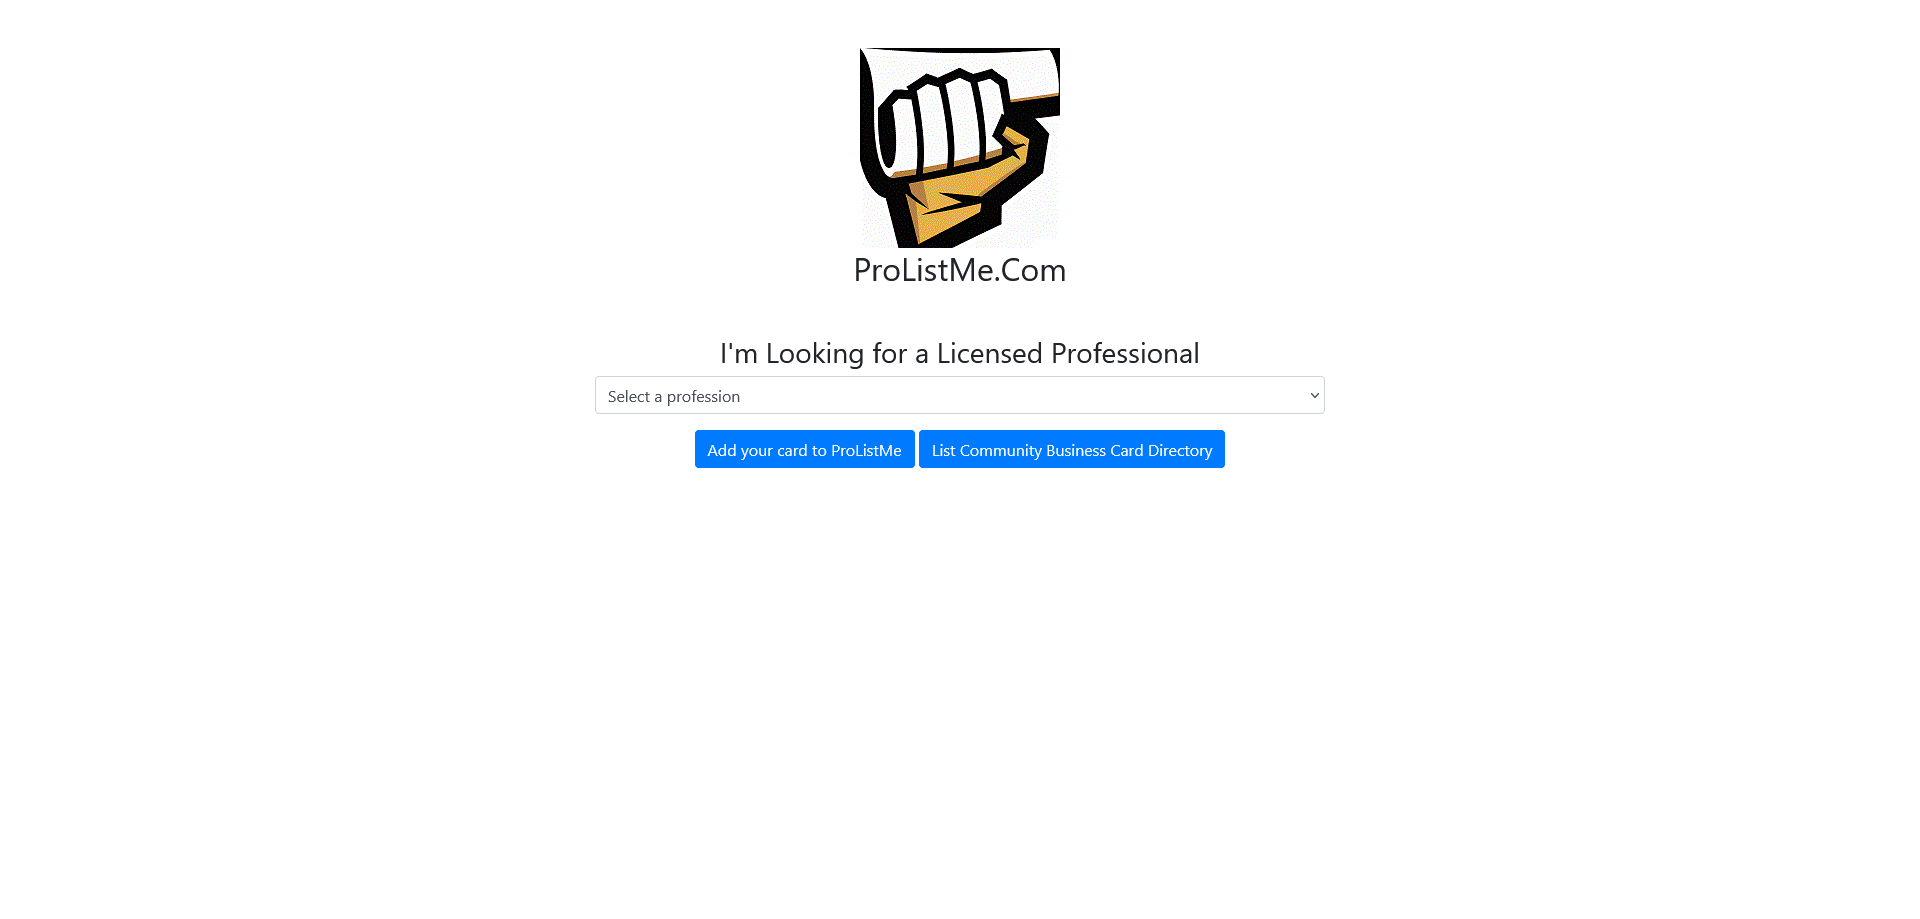 ProListMe.Com
I'm Looking for a Licensed Professional
Select a profession
Add your card to ProListMe
List Community Business Card Directory